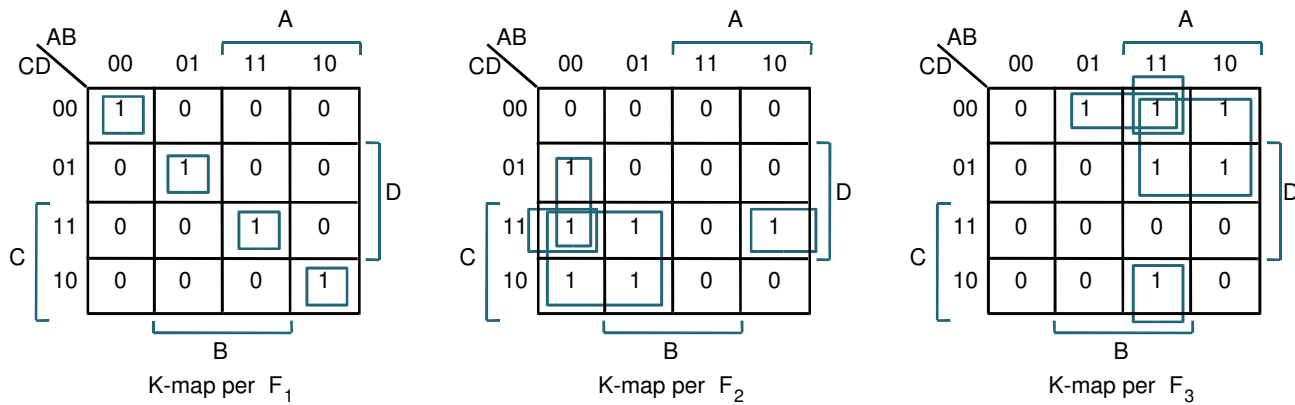 A A A
AB AB AB
CD 00 01 11 10 CD 00 01 11 10 CD 00 01 11 10
00 1 0 0 0 00 0 0 0 0 00 0 1 1 1
01 0 1 0 0 01 1 0 0 0 01 0 0 1 1
D D D
11 0 0 1 0 11 1 1 0 1 11 0 0 0 0
C C C
10 0 0 0 1 10 1 1 0 0 10 0 0 1 0
B B B
K-map per F1 K-map per F2 K-map per F3